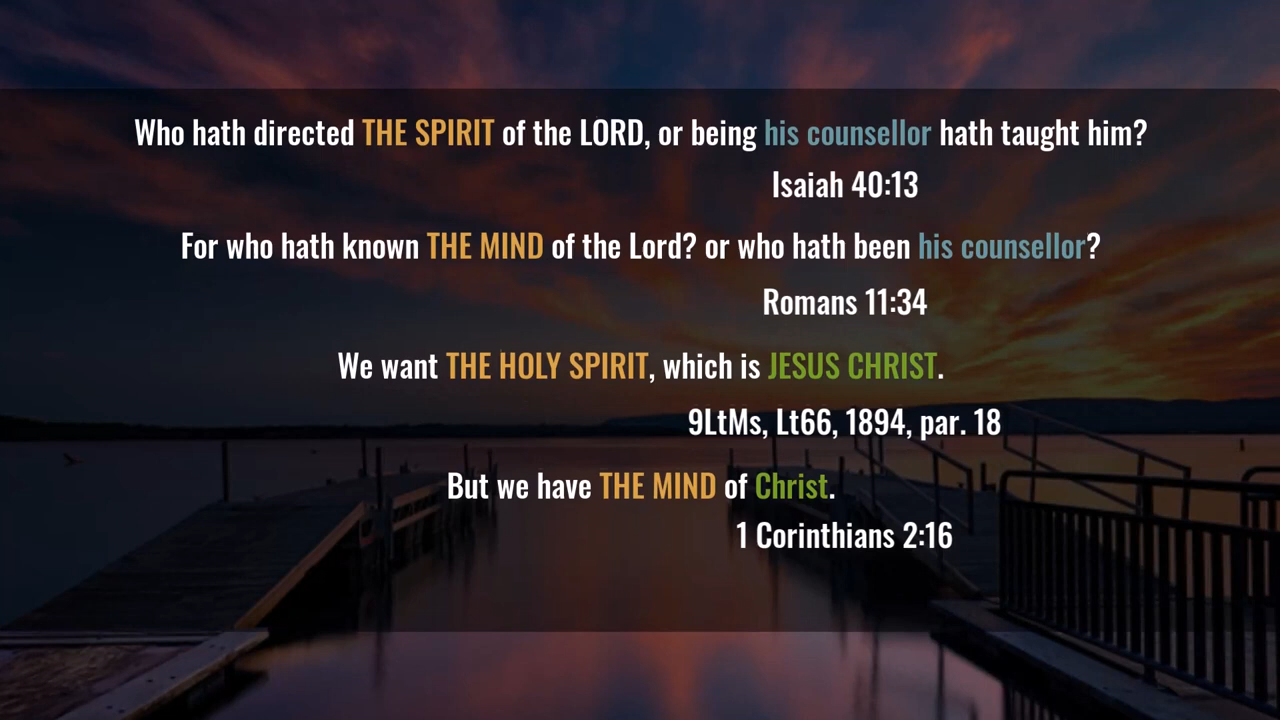 Who hath directed THE SPIRIT of the LORD, or being his counsellor hath taught him?
Isaiah 40:13
For who hath known THE MIND of the Lord? or who hath been his counsellor?
Romans 11:34
We want THE HOLY SPIRIT, which is JESUS CHRIST.
9LtMs, Lt66, 1894, par. 18
But we have THE MIND of Christ.
1 Corinthians 2:16